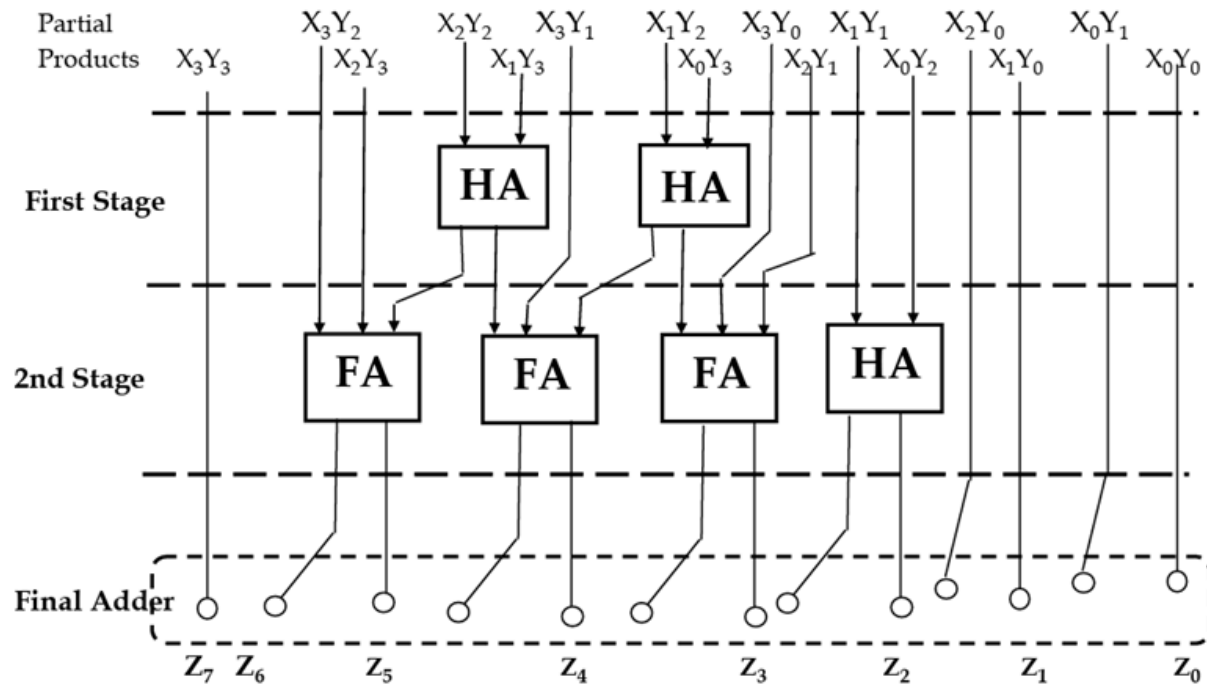 Partial X₃Y₂ X₂Y₂ X₃Y₁ X₁Y₂ X₃Y₀ X₁Y₁ X₂Y₀ X₀Y₁
Products X₃Y₃ X₂Y₃ X₁Y₃ X₀Y₃ X₂Y₁ X₀Y₂ X₁Y₀ X₀Y₀
First Stage HA HA
2nd Stage FA FA FA HA
Final Adder
Z₇ Z₆ Z₅ Z₄ Z₃ Z₂ Z₁ Z₀